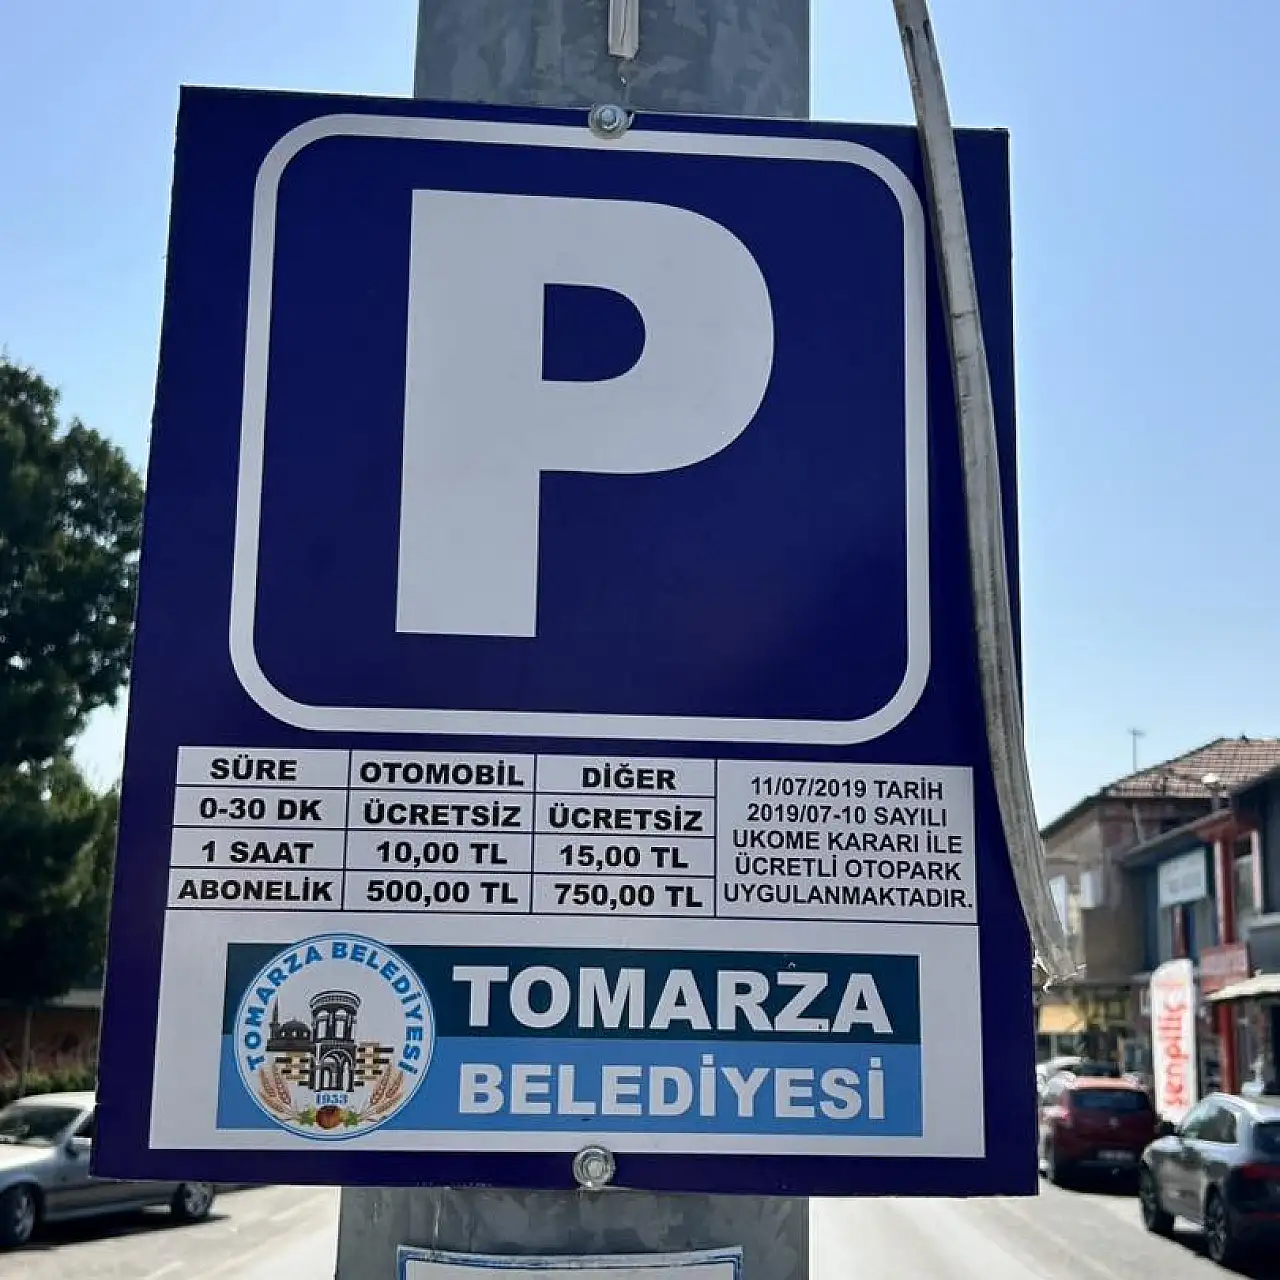 P
SÜRE OTOMOBİL DİĞER
0-30 DK ÜCRETSİZ ÜCRETSİZ
1 SAAT 10,00 TL 15,00 TL
ABONELİK 500,00 TL 750,00 TL
11/07/2019 TARİH
2019/07-10 SAYILI
UKOME KARARI İLE
ÜCRETLİ OTOPARK
UYGULANMAKTADIR.
TOMARZA BELEDİYESİ
1953
TOMARZA
BELEDİYESİ
şenpiliç